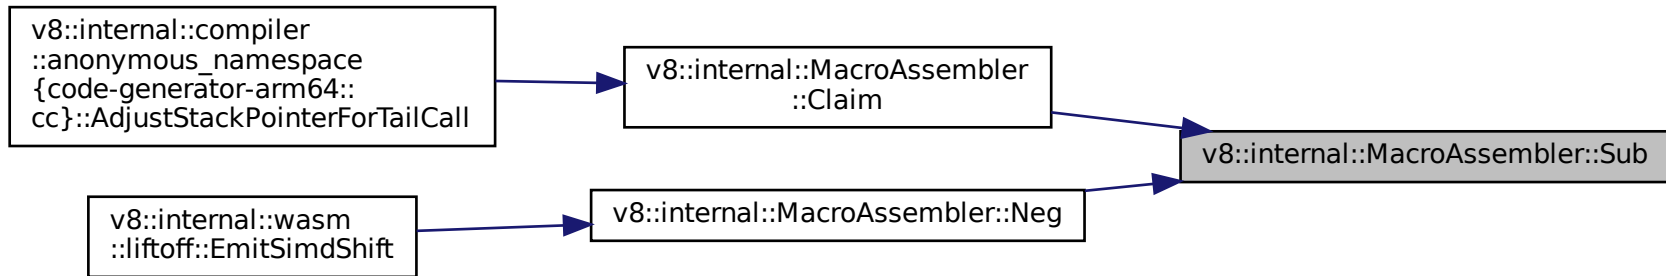 v8::internal::compiler
::anonymous_namespace
{code-generator-arm64::
cc}::AdjustStackPointerForTailCall
v8::internal::MacroAssembler
::Claim
v8::internal::MacroAssembler::Sub
v8::internal::wasm
::liftoff::EmitSimdShift
v8::internal::MacroAssembler::Neg